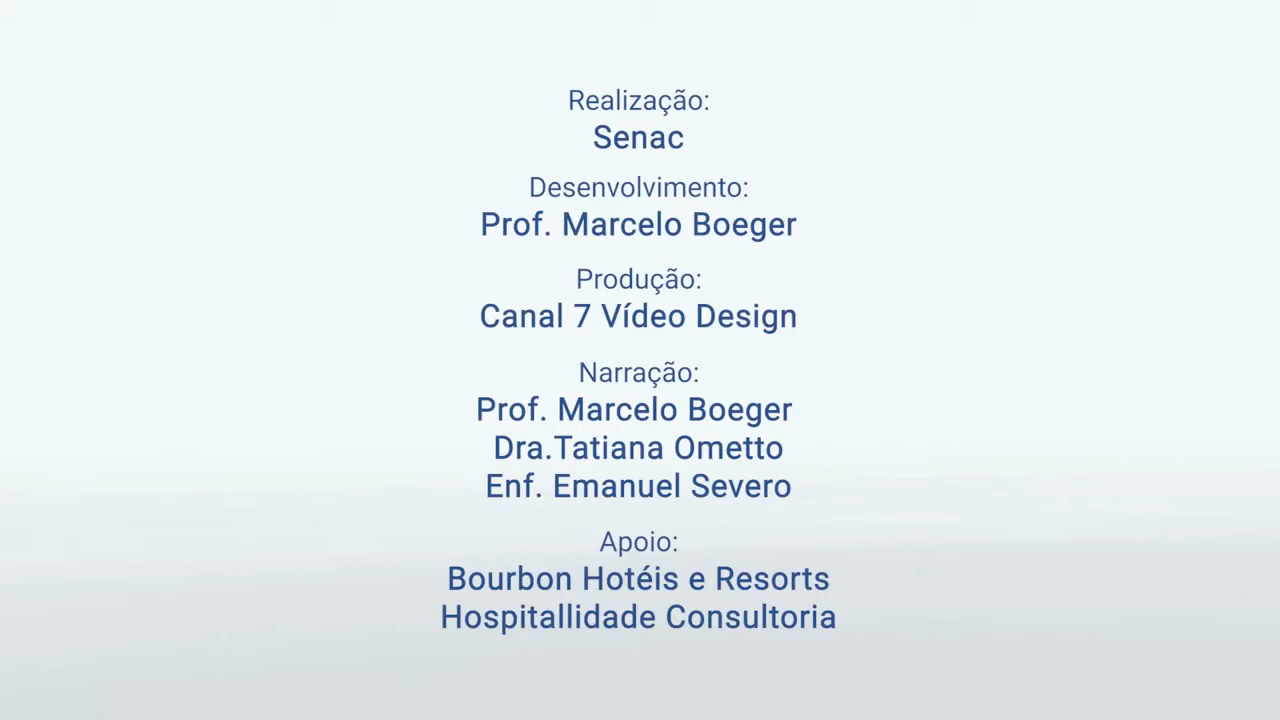 Realização:
Senac
Desenvolvimento:
Prof. Marcelo Boeger
Produção:
Canal 7 Vídeo Design
Narração:
Prof. Marcelo Boeger
Dra.Tatiana Ometto
Enf. Emanuel Severo
Apoio:
Bourbon Hotéis e Resorts
Hospitallidade Consultoria